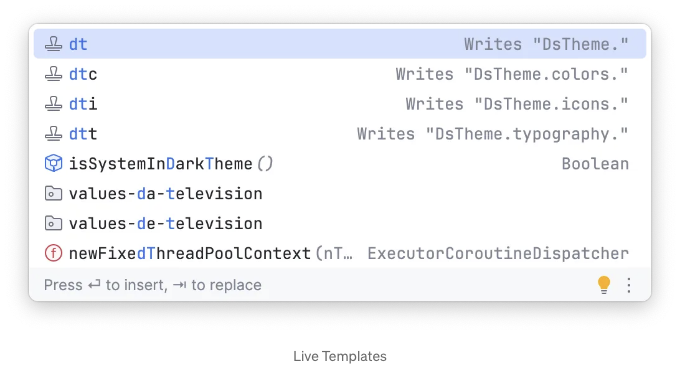 dt Writes "DsTheme."
dtc Writes "DsTheme.colors."
dti Writes "DsTheme.icons."
dtt Writes "DsTheme.typography."
isSystemInDarkTheme() Boolean
values-da-television
values-de-television
f newFixedThreadPoolContext(nT… ExecutorCoroutineDispatcher
Press ↵ to insert, ⇥ to replace
Live Templates